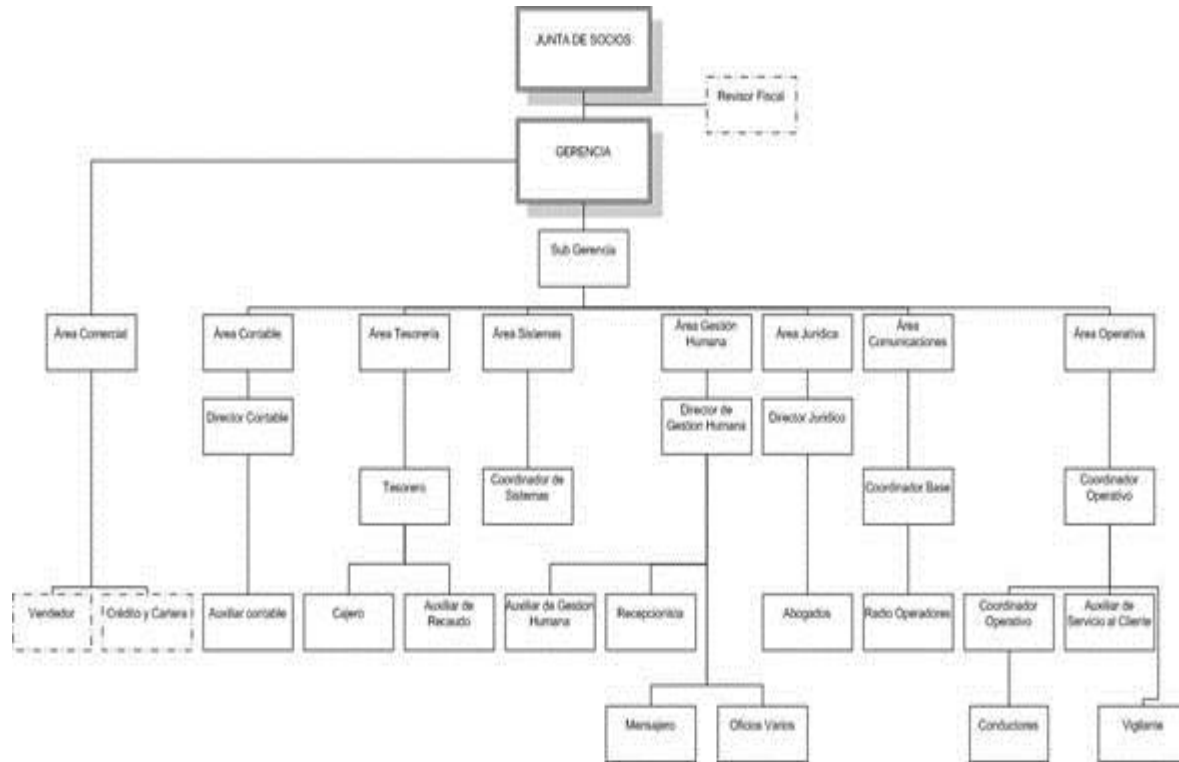 JUNTA DE SOCIOS
Revisor Fiscal
GERENCIA
Sub Gerencia
Área Comercial
Área Contable
Área Tesorería
Área Sistemas
Área Gestión
Humana
Área Jurídica
Área
Comunicaciones
Área Operativa
Director Contable
Director de
Gestion Humana
Director Jurídico
Tesorero
Coordinador de
Sistemas
Coordinador Base
Coordinador
Operativo
Vendedor
Crédito y Cartera
Auxiliar contable
Cajero
Auxiliar de
Recaudo
Auxiliar de Gestion
Humana
Recepcionista
Abogados
Radio Operadores
Coordinador
Operativo
Auxiliar de
Servicio al Cliente
Mensajero
Oficios Varios
Conductores
Vigilante